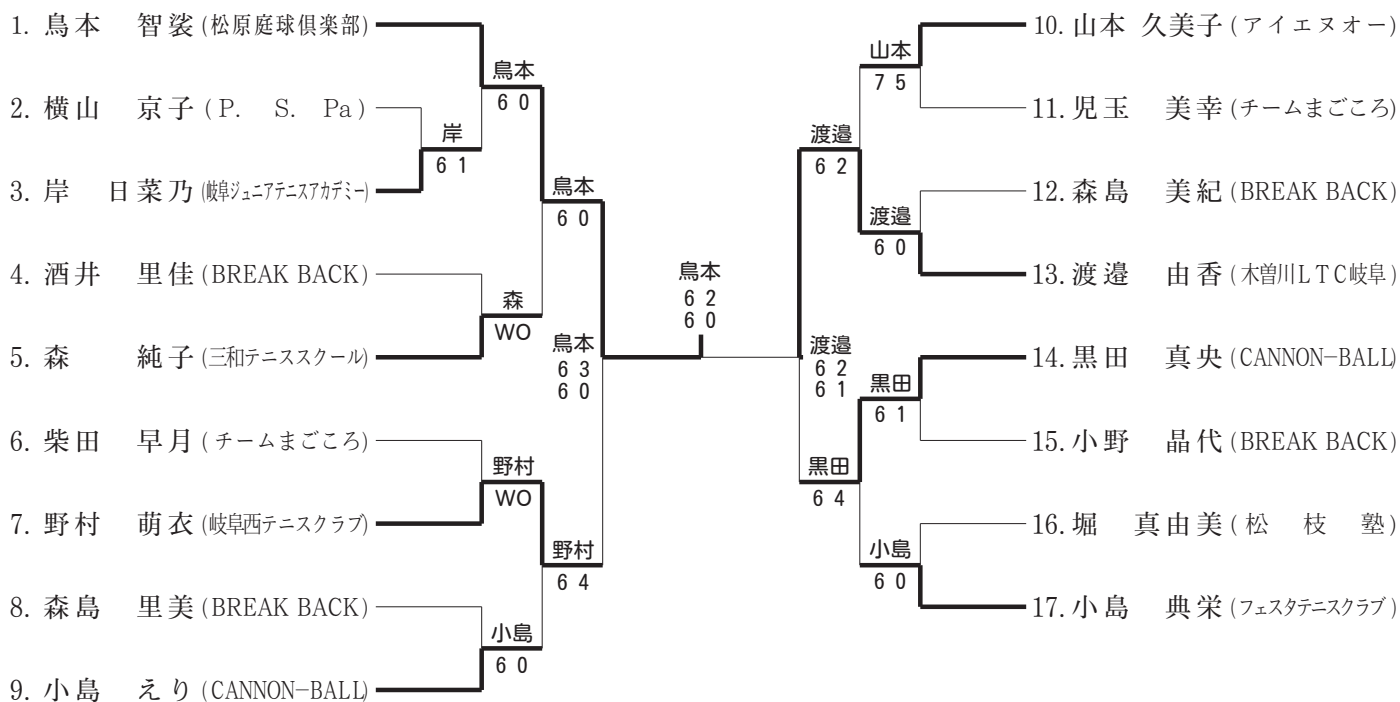 1. 鳥本　智裟 (松原庭球倶楽部)
2. 横山　京子 (P. S. Pa)
3. 岸　日菜乃 (岐阜ジュニアテニスアカデミー)
4. 酒井　里佳 (BREAK BACK)
5. 森　純子 (三和テニススクール)
6. 柴田　早月 (チームまごころ)
7. 野村　萌衣 (岐阜西テニスクラブ)
8. 森島　里美 (BREAK BACK)
9. 小島　えり (CANNON-BALL)
岸
6 1
鳥本
6 0
森
WO
野村
WO
小島
6 0
鳥本
6 0
野村
6 4
鳥本
6 3
6 0
鳥本
6 2
6 0
渡邉
6 2
6 1
渡邉
6 2
黒田
6 4
山本
7 5
渡邉
6 0
黒田
6 1
小島
6 0
10. 山本 久美子 (アイエヌオー)
11. 児玉　美幸 (チームまごころ)
12. 森島　美紀 (BREAK BACK)
13. 渡邉　由香 (木曽川LTC岐阜)
14. 黒田　真央 (CANNON-BALL)
15. 小野　晶代 (BREAK BACK)
16. 堀　真由美 (松 枝 塾)
17. 小島　典栄 (フェスタテニスクラブ)